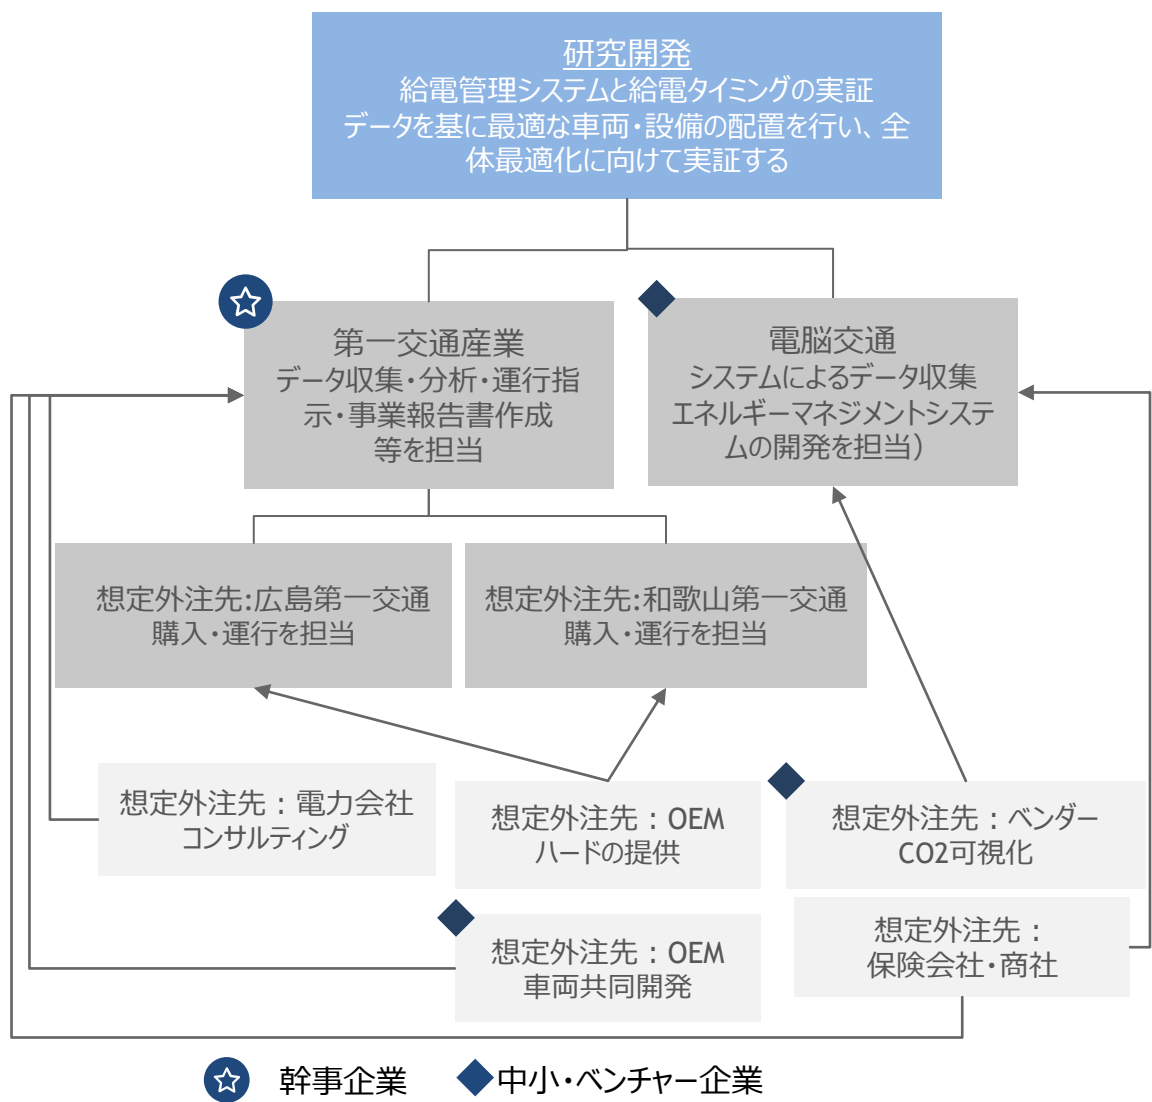 研究開発
給電管理システムと給電タイミングの実証
データを基に最適な車両・設備の配置を行い、全
体最適化に向けて実証する
第一交通産業
データ収集・分析・運行指
示・事業報告書作成
等を担当
電脳交通
システムによるデータ収集
エネルギーマネジメントシステ
ムの開発を担当）
想定外注先:広島第一交通
購入・運行を担当
想定外注先:和歌山第一交通
購入・運行を担当
想定外注先：電力会社
コンサルティング
想定外注先：OEM
ハードの提供
想定外注先：ベンダー
CO2可視化
想定外注先：OEM
車両共同開発
想定外注先：
保険会社・商社
幹事企業
中小・ベンチャー企業